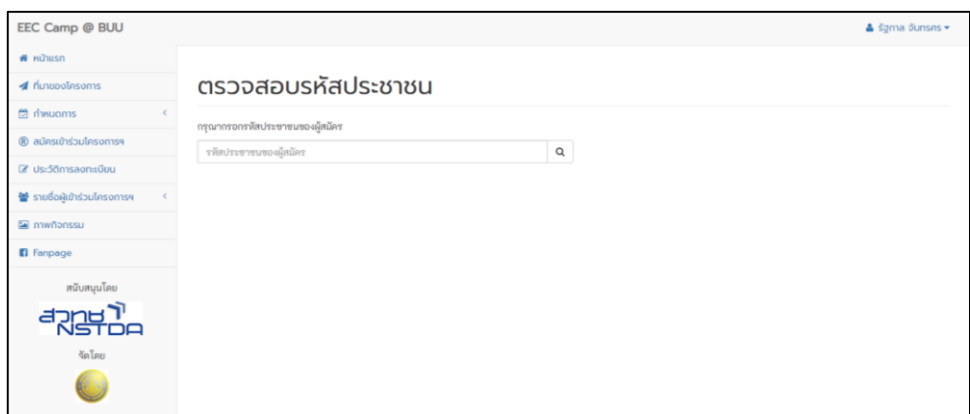 EEC Camp @ BUU
รัฐกาล จันทรศร
หน้าแรก
ที่มาของโครงการ
กำหนดการ
สมัครเข้าร่วมโครงการฯ
ประวัติการลงทะเบียน
รายชื่อผู้เข้าร่วมโครงการฯ
ภาพกิจกรรม
Fanpage
สนับสนุนโดย
สวทช
NSTDA
จัดโดย
ตรวจสอบรหัสประชาชน
กรุณากรอกรหัสประชาชนของผู้สมัคร
รหัสประชาชนของผู้สมัคร